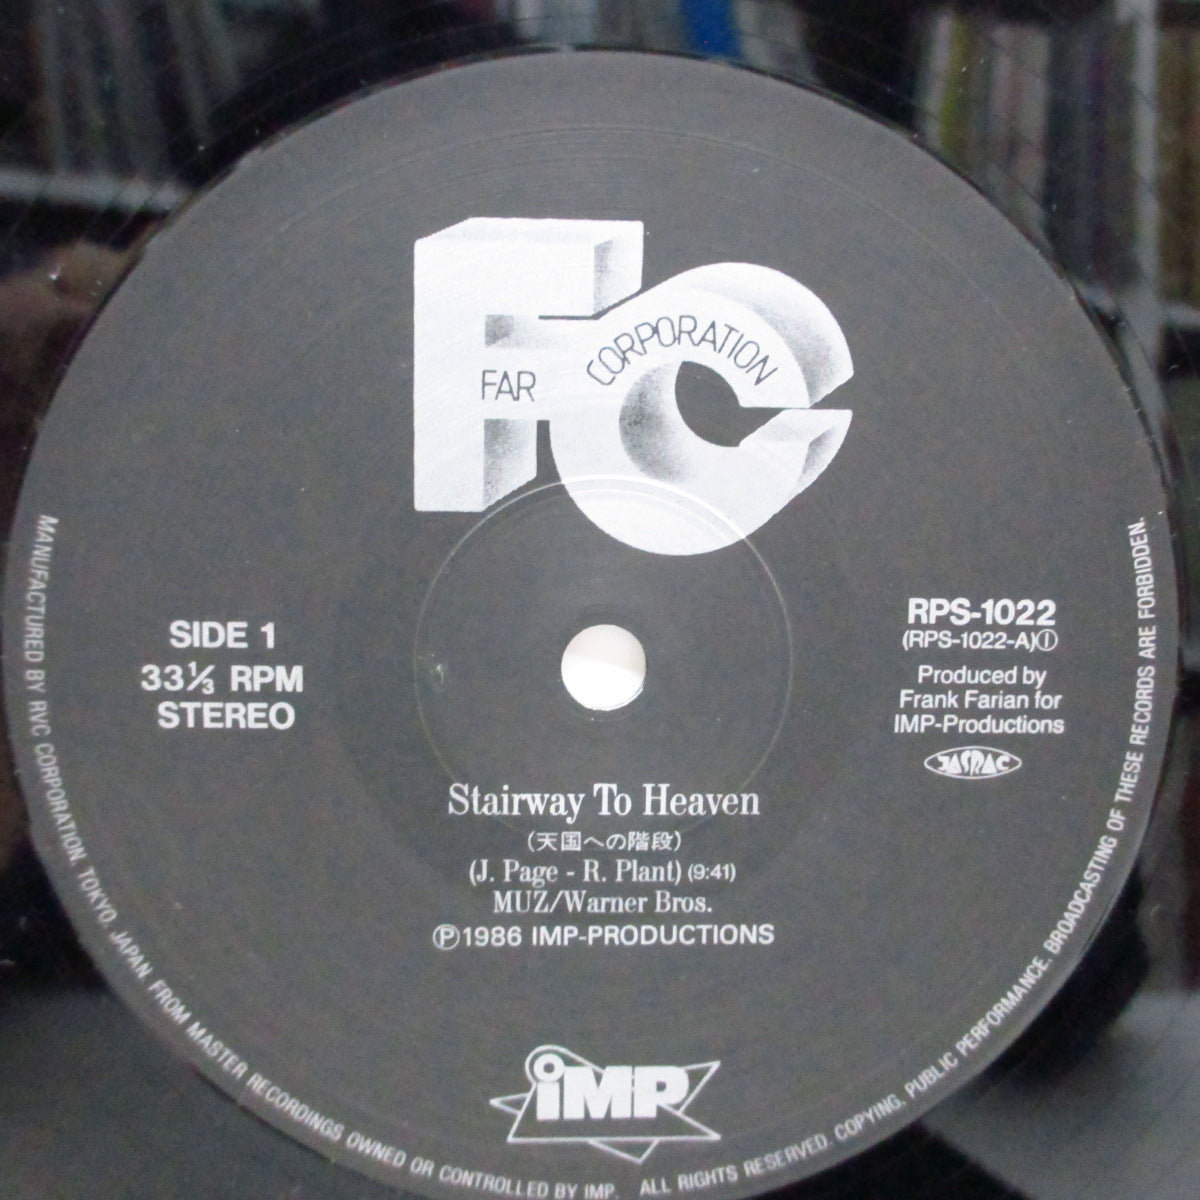 FAR CORPORATION
SIDE 1
33⅓ RPM
STEREO
RPS-1022
(RPS-1022-A)Ⓘ
Produced by
Frank Farian for
IMP-Productions
JASRAC
Stairway To Heaven
(天国への階段)
(J. Page - R. Plant) (9:41)
MUZ/Warner Bros.
Ⓟ1986 IMP-PRODUCTIONS
iMP
MANUFACTURED BY RVC CORPORATION, TOKYO, JAPAN FROM MASTER RECORDINGS OWNED OR CONTROLLED BY IMP. ALL RIGHTS RESERVED. COPYING, PUBLIC PERFORMANCE, BROADCASTING OF THESE RECORDS ARE FORBIDDEN.